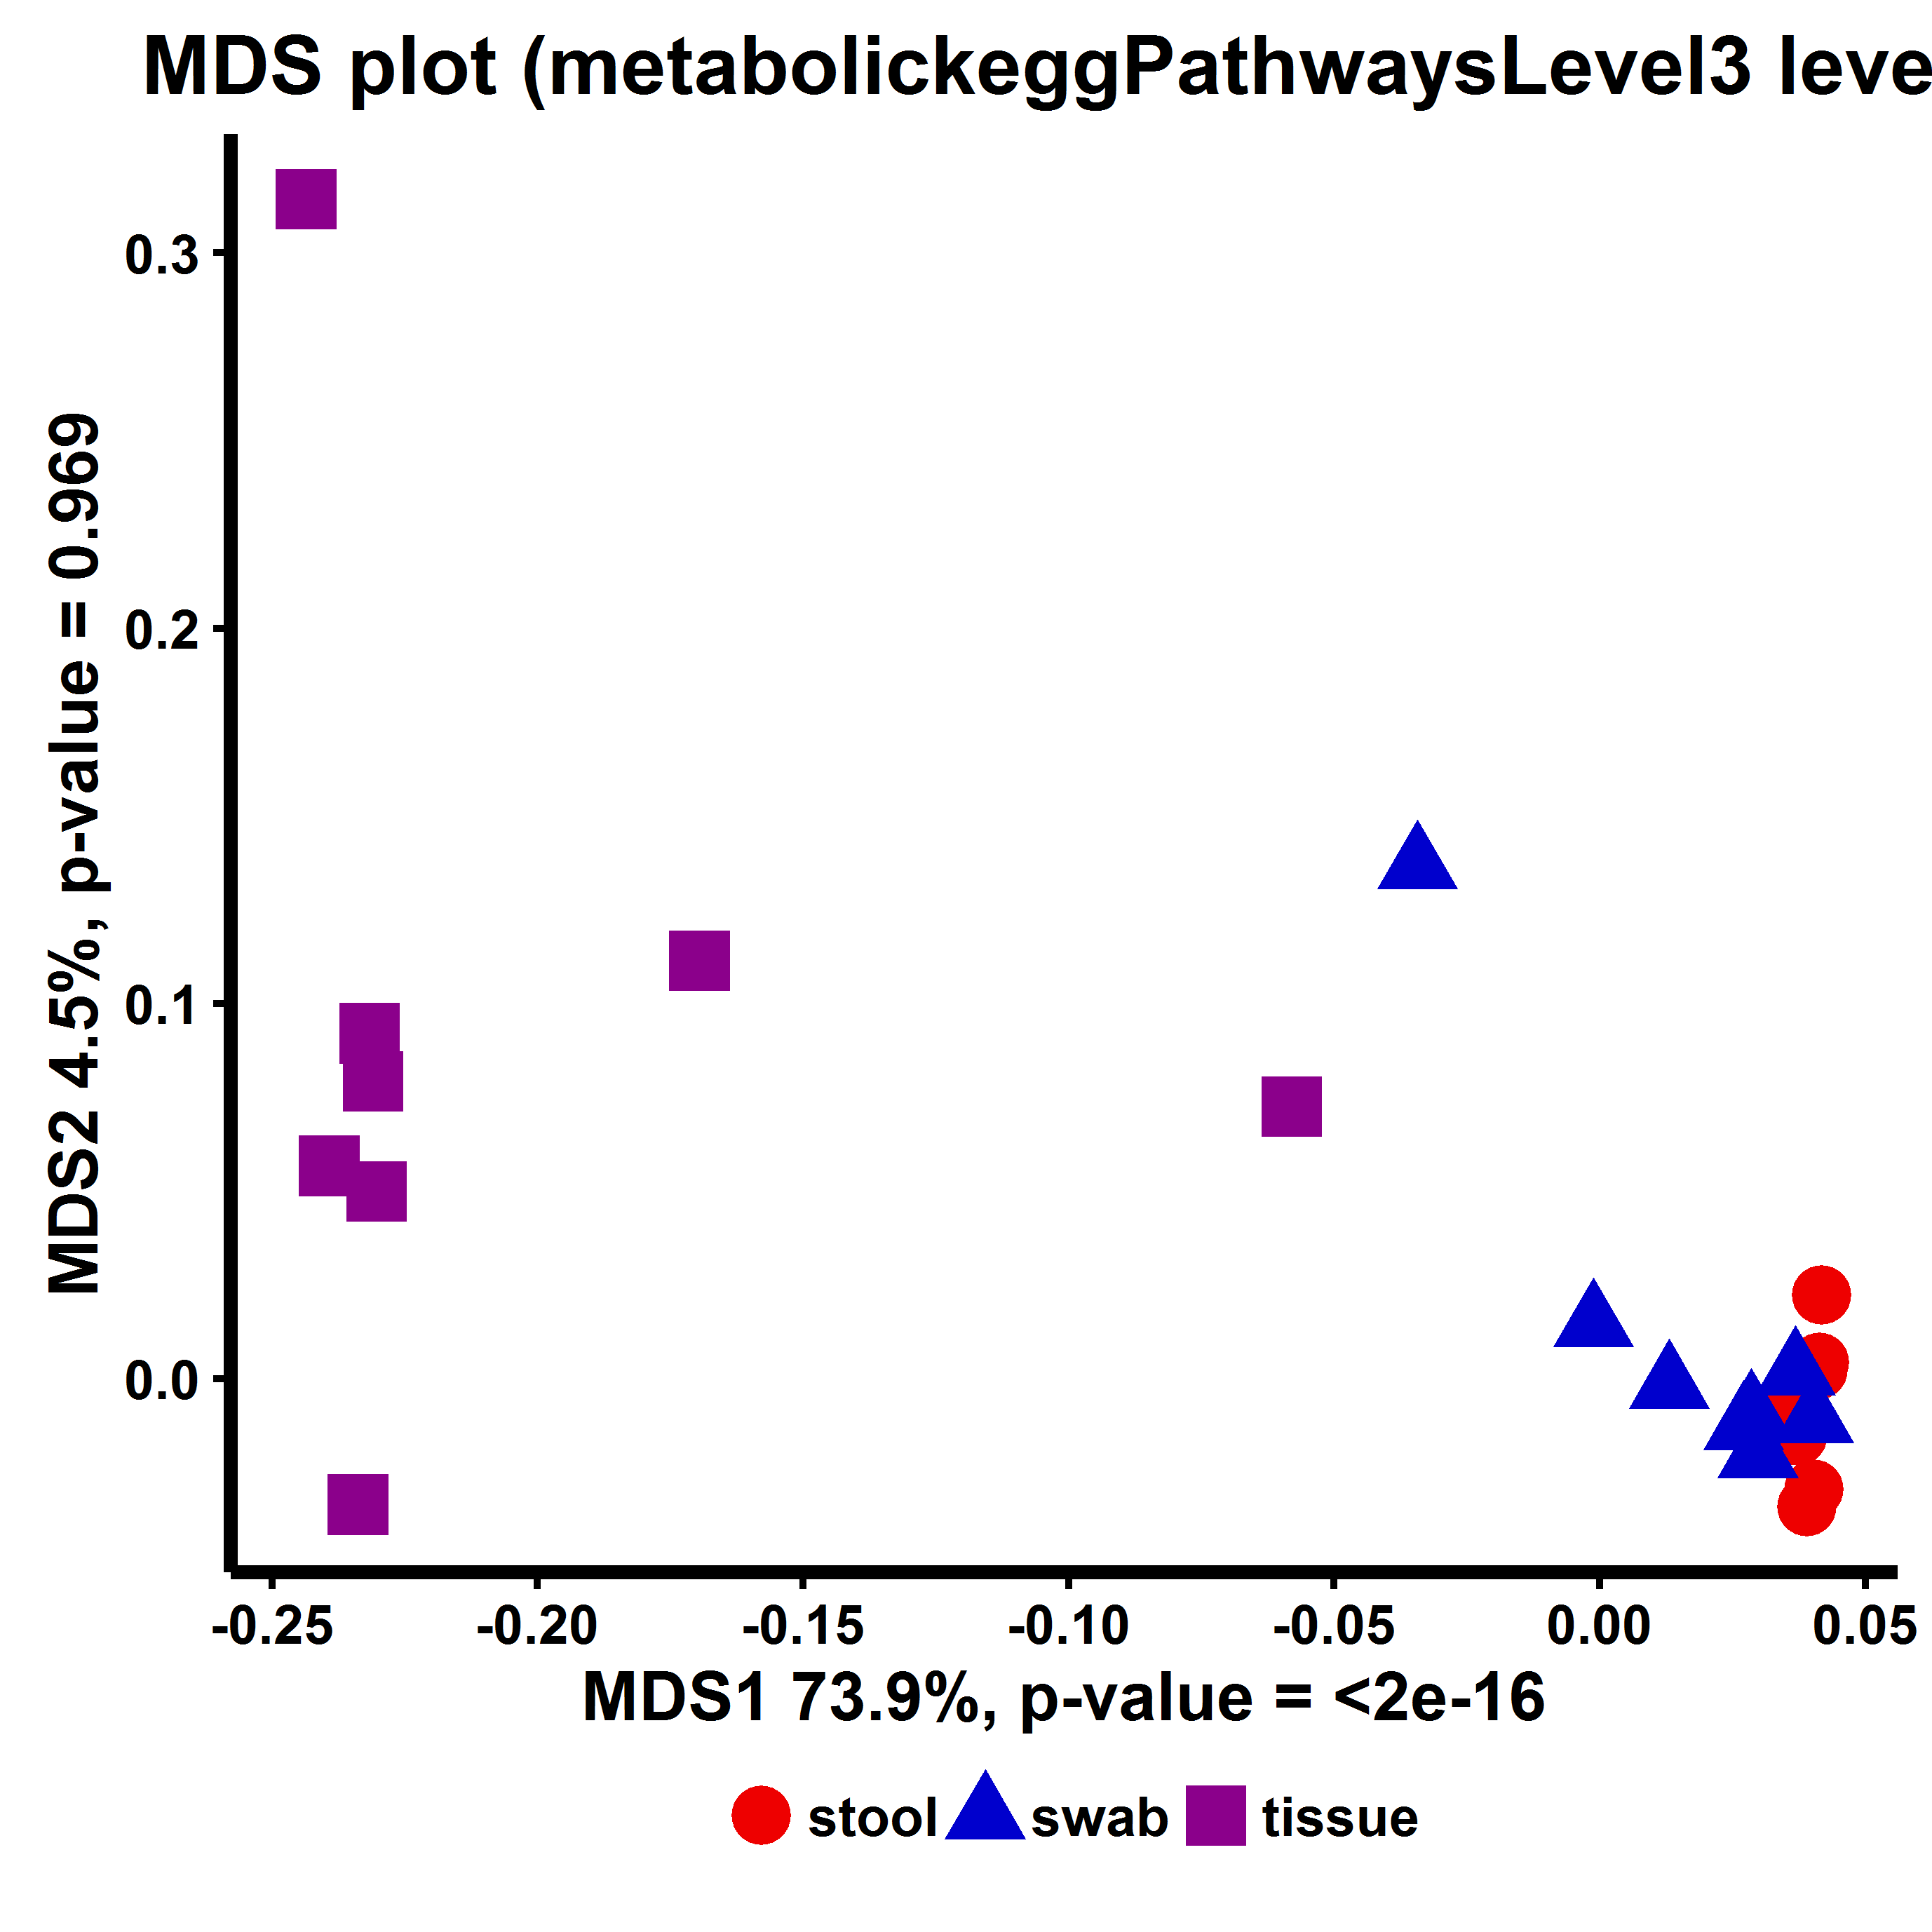 MDS plot (metabolickeggPathwaysLevel3 leve
MDS2 4.5%, p-value = 0.969
0.3
0.2
0.1
0.0
-0.25 -0.20 -0.15 -0.10 -0.05 0.00 0.05
MDS1 73.9%, p-value = <2e-16
stool swab tissue